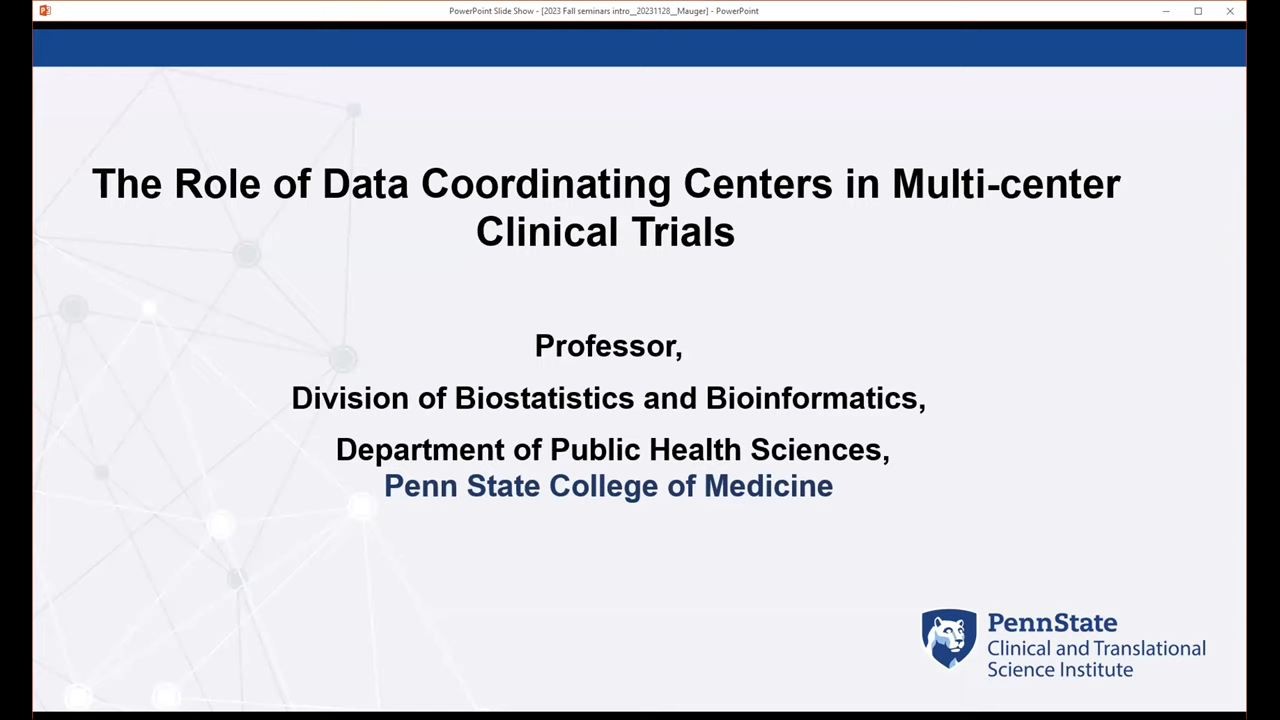 PowerPoint Slide Show - [2023 Fall seminars intro__20231128__Mauger] - PowerPoint
The Role of Data Coordinating Centers in Multi-center
Clinical Trials
Professor,
Division of Biostatistics and Bioinformatics,
Department of Public Health Sciences,
Penn State College of Medicine
PennState
Clinical and Translational
Science Institute